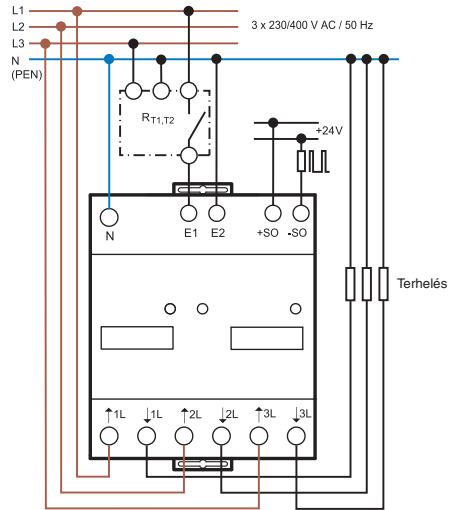 L1
L2
L3
3 x 230/400 V AC / 50 Hz
N
(PEN)
RT1,T2
+24V
N
E1
E2
+SO
-SO
Terhelés
↑1L
↓1L
↑2L
↓2L
↑3L
↓3L